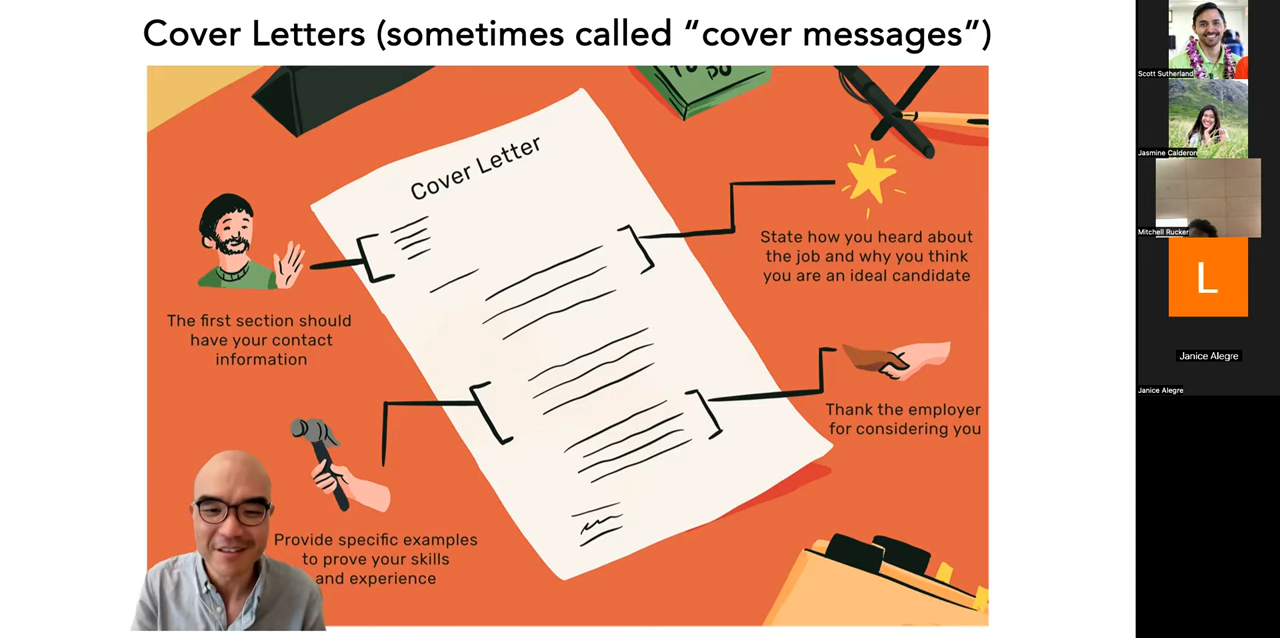 Cover Letters (sometimes called “cover messages”)
TO
DO
Cover Letter
The first section should
have your contact
information
State how you heard about
the job and why you think
you are an ideal candidate
Provide specific examples
to prove your skills
and experience
Thank the employer
for considering you
Scott Sutherland
Jasmine Calderon
Mitchell Rucker
L
Janice Alegre
Janice Alegre